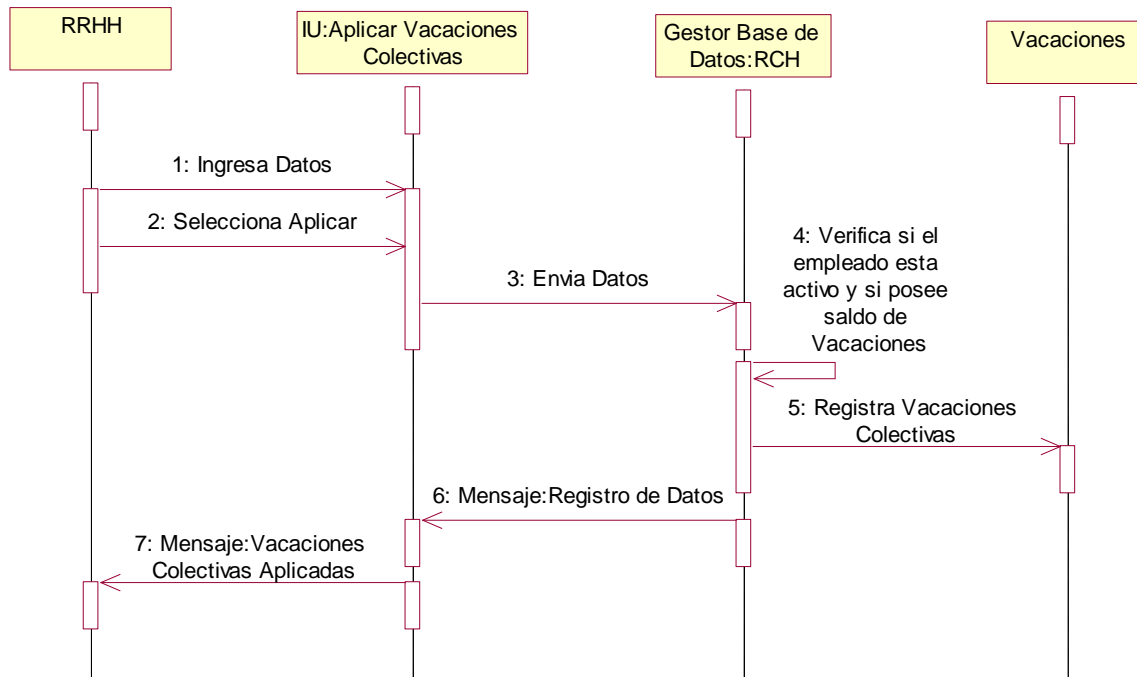 RRHH
IU:Aplicar Vacaciones
Colectivas
Gestor Base de
Datos:RCH
Vacaciones
1: Ingresa Datos
2: Selecciona Aplicar
3: Envia Datos
4: Verifica si el
empleado esta
activo y si posee
saldo de
Vacaciones
5: Registra Vacaciones
Colectivas
6: Mensaje:Registro de Datos
7: Mensaje:Vacaciones
Colectivas Aplicadas